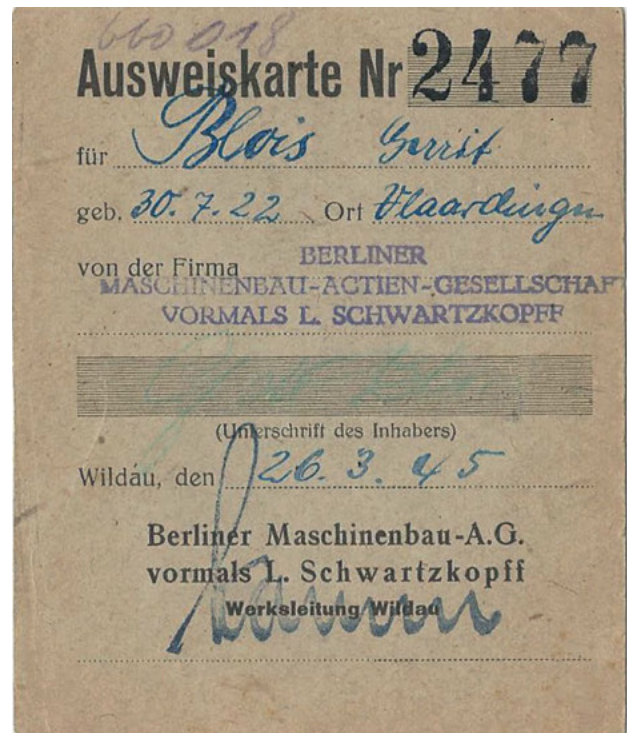 660018
Ausweiskarte Nr 2477
für Blois Gerrit
geb. 30. 7. 22 Ort Vlaardingen
von der Firma BERLINER
MASCHINENBAU-ACTIEN-GESELLSCHAFT
VORMALS L. SCHWARTZKOPFF
(Unterschrift des Inhabers)
Wildau, den 26. 3. 45
Berliner Maschinenbau-A.G.
vormals L. Schwartzkopff
Werksleitung Wildau